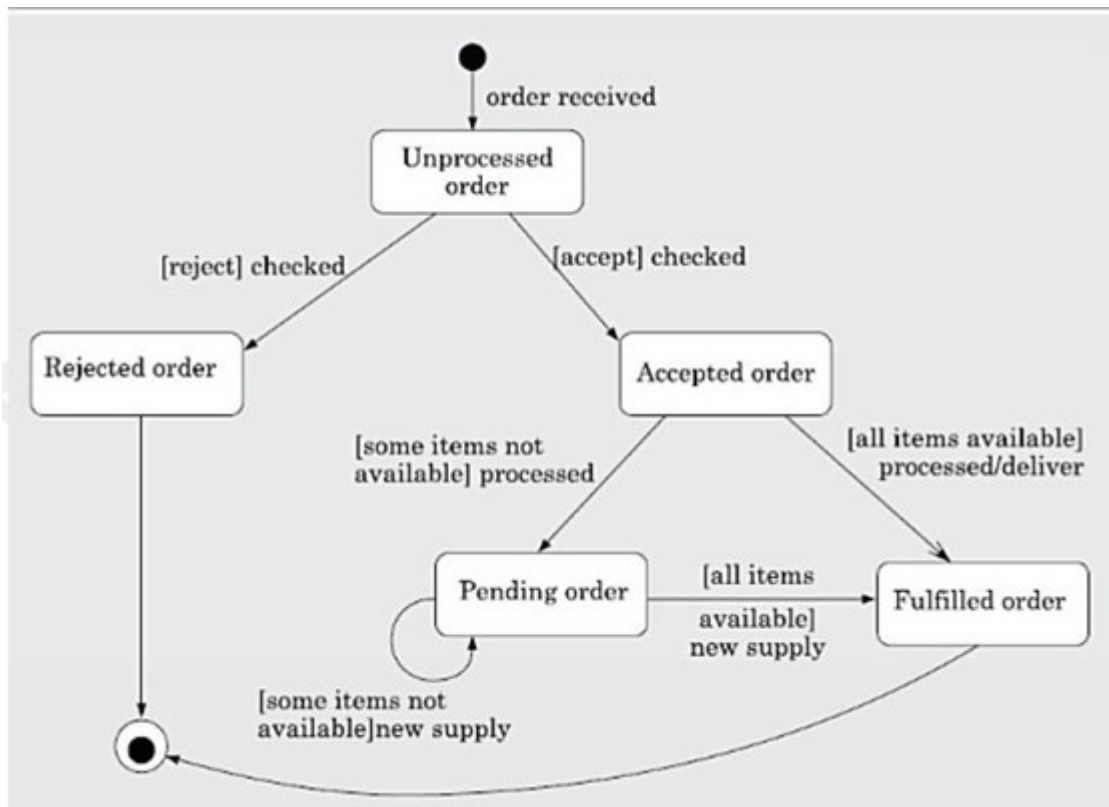 order received
Unprocessed
order
[reject] checked
[accept] checked
Rejected order
Accepted order
[some items not
available] processed
[all items available]
processed/deliver
Pending order
[all items
available]
new supply
Fulfilled order
[some items not
available]new supply